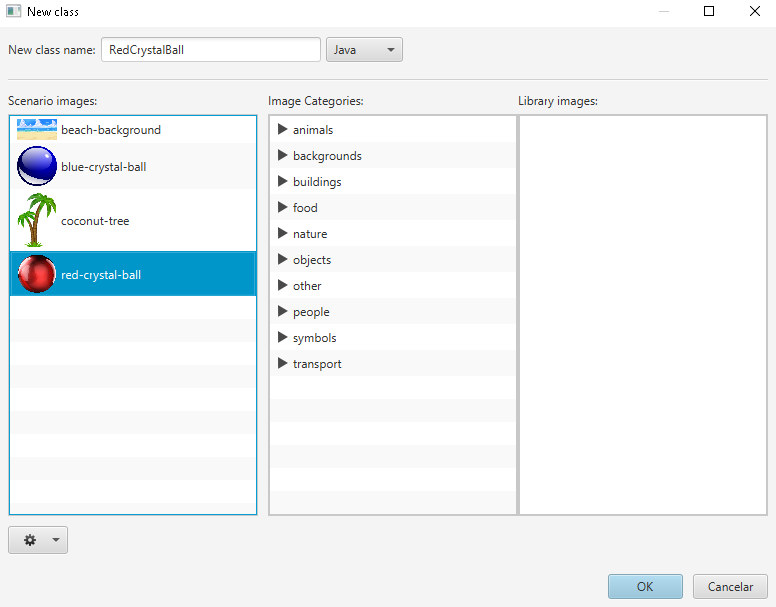 New class
New class name: RedCrystalBall Java
Scenario images:
beach-background
blue-crystal-ball
coconut-tree
red-crystal-ball
Image Categories:
animals
backgrounds
buildings
food
nature
objects
other
people
symbols
transport
Library images:
OK Cancelar